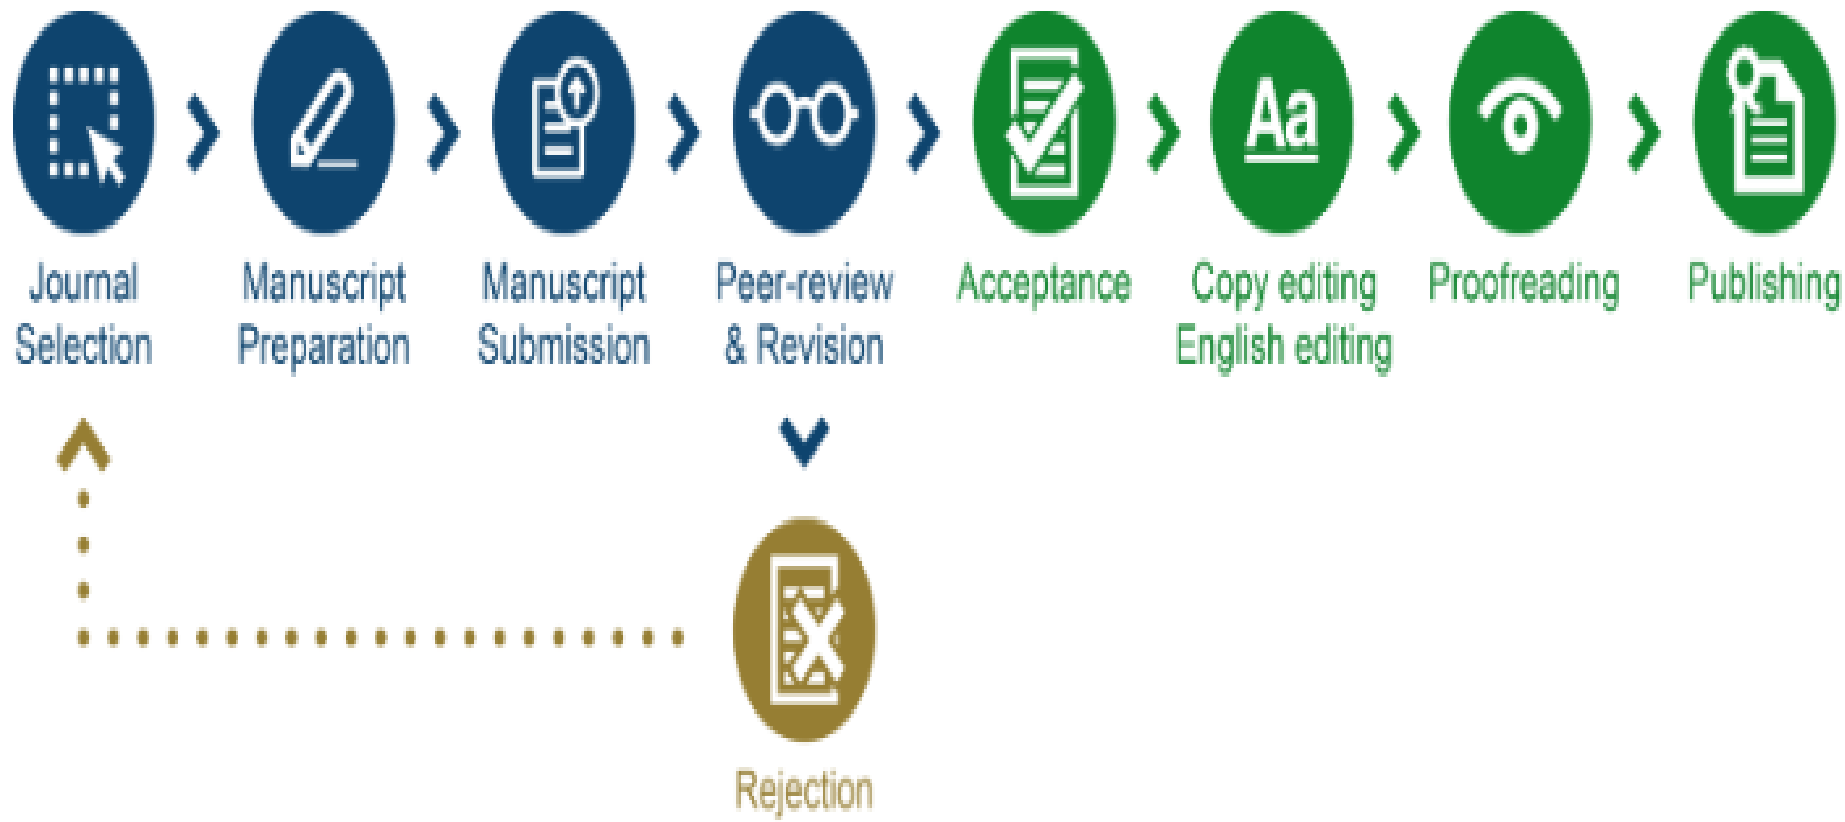 Aa
Journal
Selection
Manuscript
Preparation
Manuscript
Submission
Peer-review
& Revision
Acceptance
Copy editing
English editing
Proofreading
Publishing
Rejection